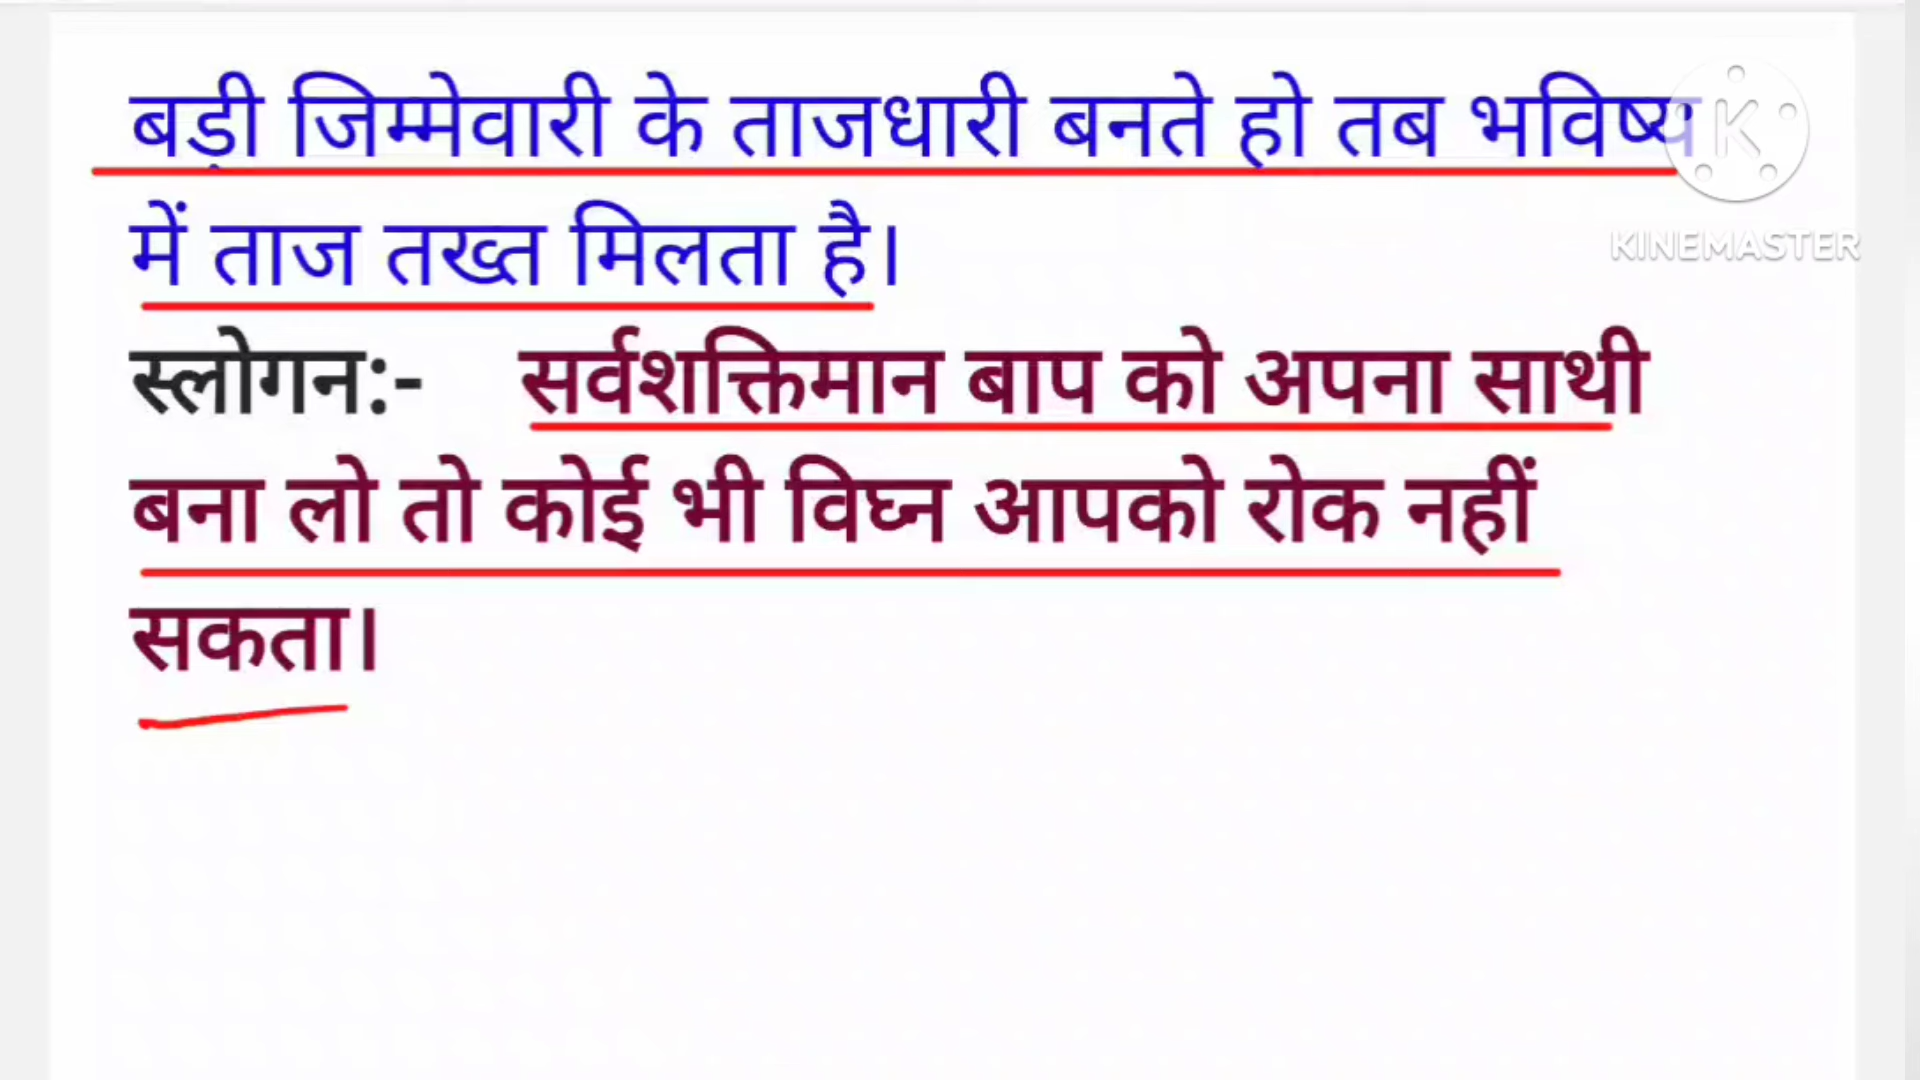 बड़ी जिम्मेवारी के ताजधारी बनते हो तब भविष्य
में ताज तख्त मिलता है।
KINEMASTER
स्लोगन:- सर्वशक्तिमान बाप को अपना साथी
बना लो तो कोई भी विघ्न आपको रोक नहीं
सकता।